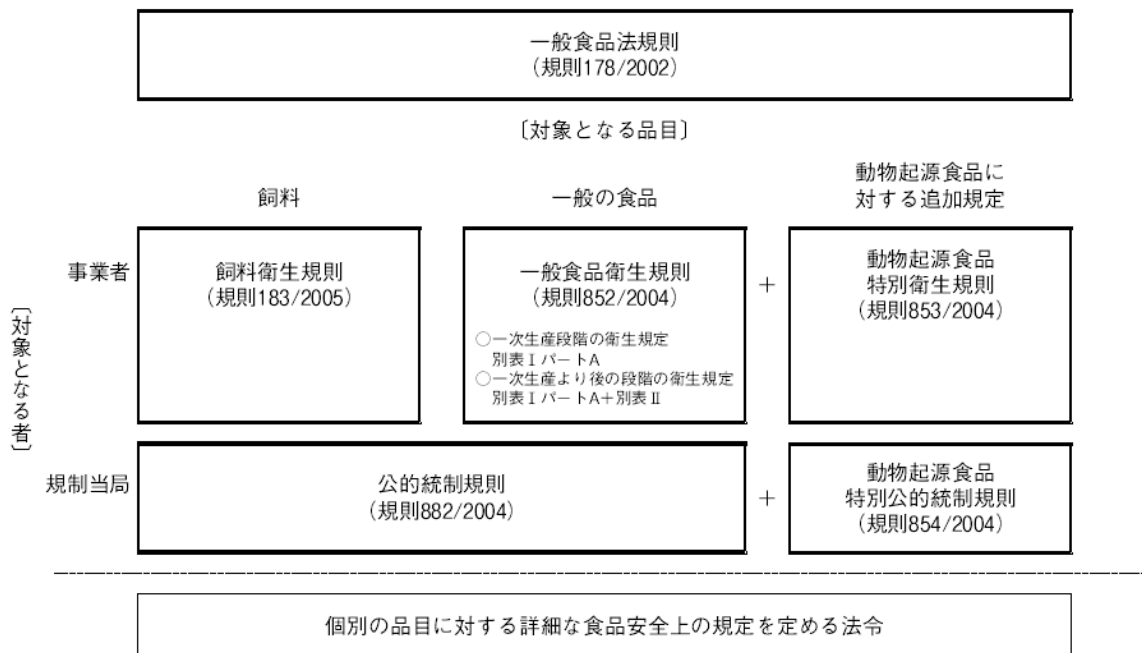 一般食品法規則
(規則178/2002)
〔対象となる品目〕
飼料
一般の食品
動物起源食品に
対する追加規定
〔対象となる者〕
事業者
飼料衛生規則
(規則183/2005)
一般食品衛生規則
(規則852/2004)
○一次生産段階の衛生規定
別表ⅠパートA
○一次生産より後の段階の衛生規定
別表ⅠパートA+別表Ⅱ
+
動物起源食品
特別衛生規則
(規則853/2004)
規制当局
公的統制規則
(規則882/2004)
+
動物起源食品
特別公的統制規則
(規則854/2004)
個別の品目に対する詳細な食品安全上の規定を定める法令